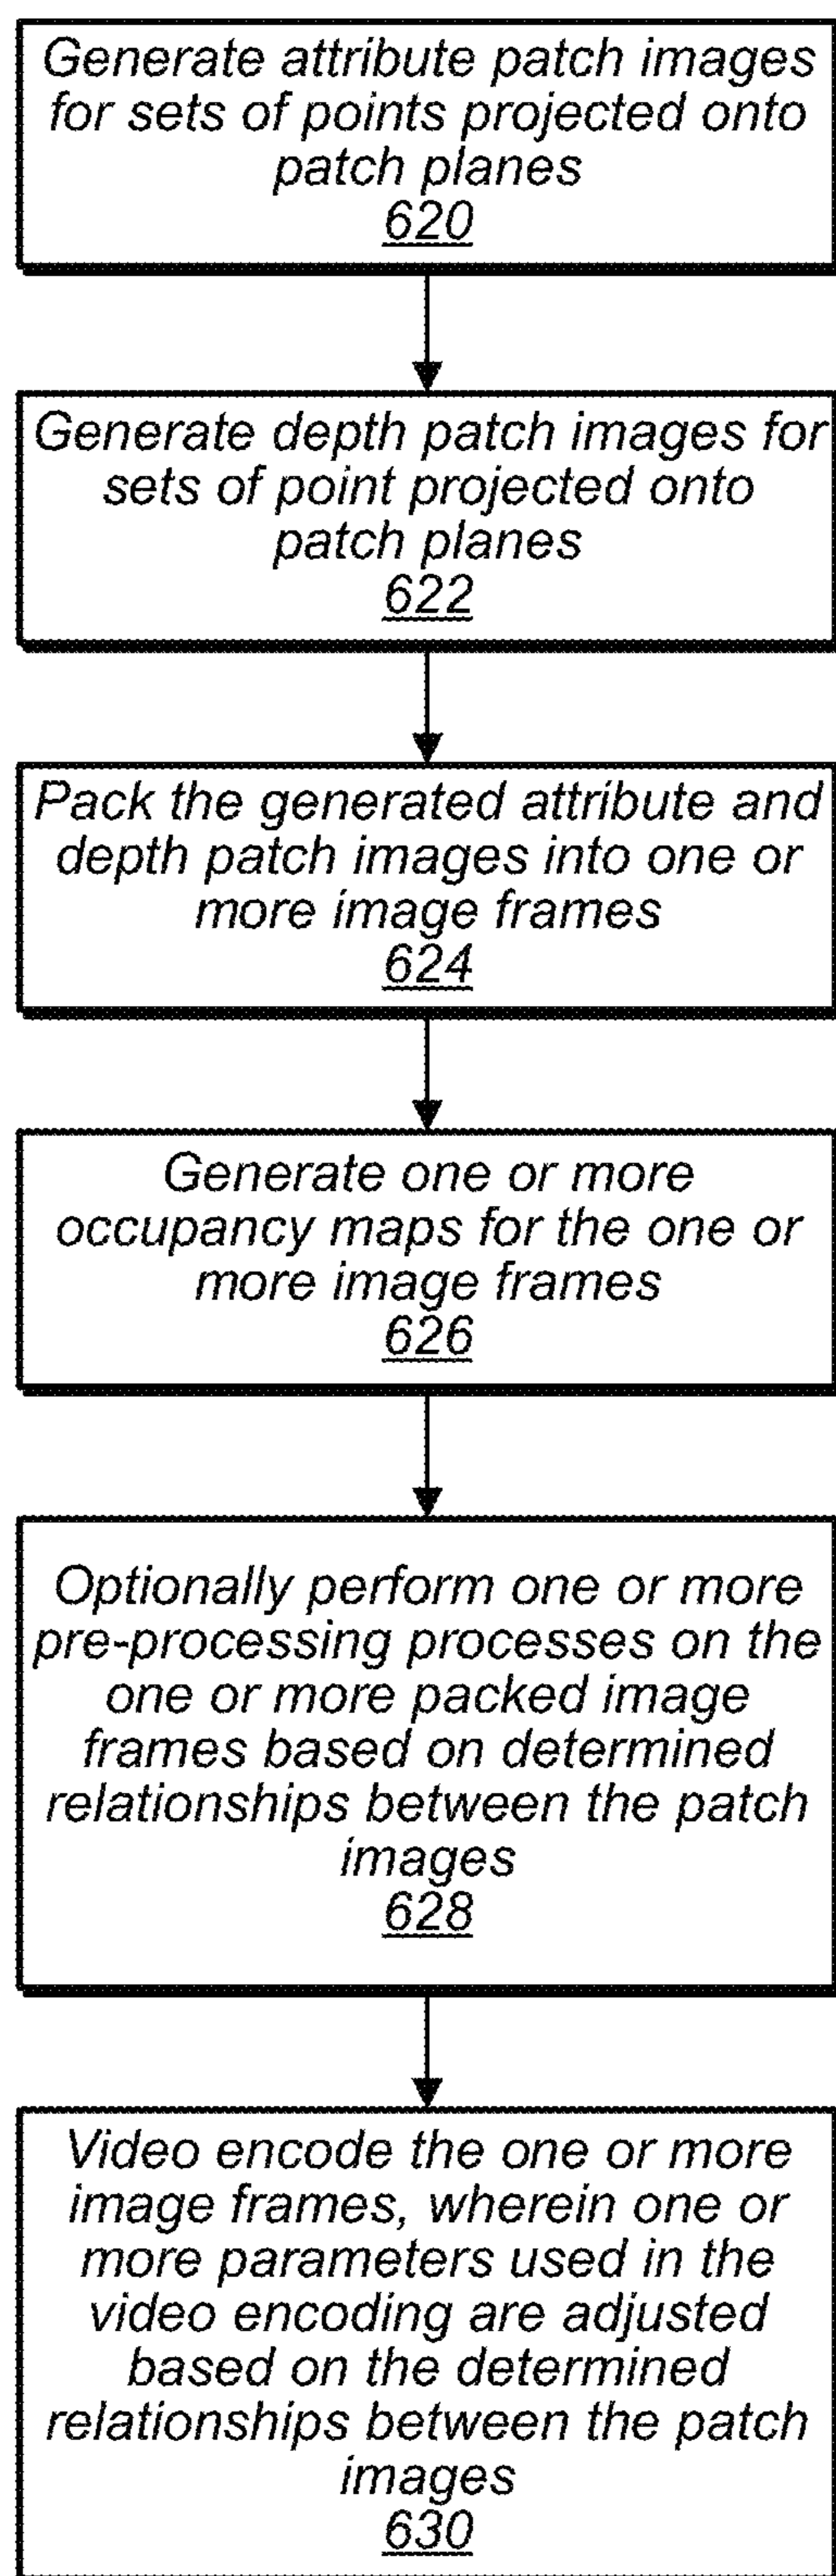 Generate attribute patch images
for sets of points projected onto
patch planes
620
Generate depth patch images for
sets of point projected onto
patch planes
622
Pack the generated attribute and
depth patch images into one or
more image frames
624
Generate one or more
occupancy maps for the one or
more image frames
626
Optionally perform one or more
pre-processing processes on the
one or more packed image
frames based on determined
relationships between the patch
images
628
Video encode the one or more
image frames, wherein one or
more parameters used in the
video encoding are adjusted
based on the determined
relationships between the patch
images
630